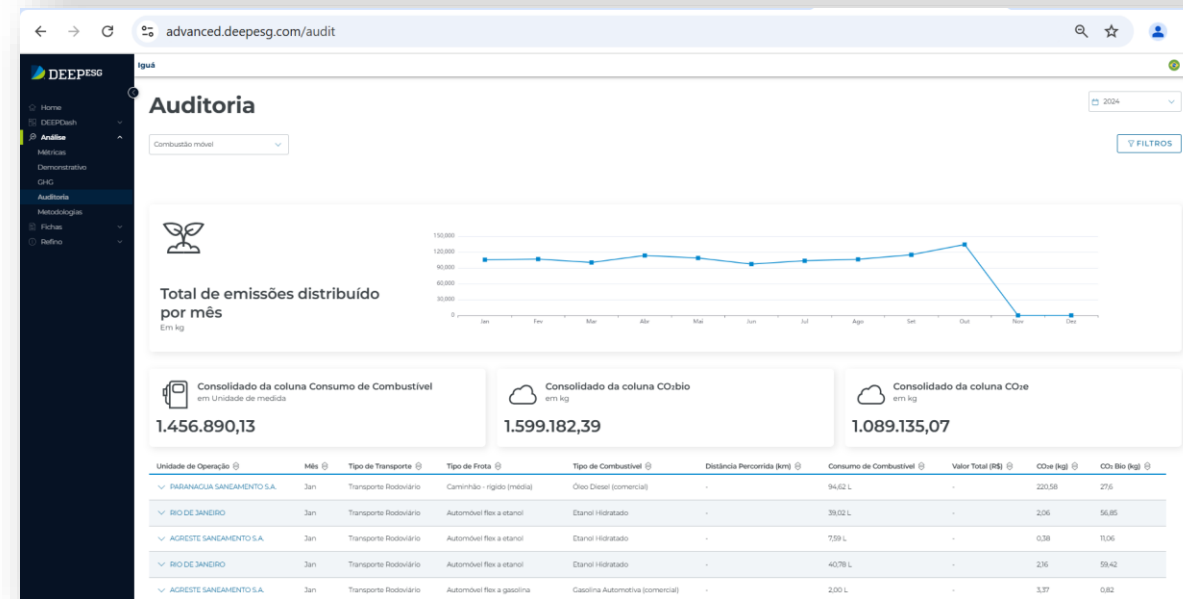 advanced.deepesg.com/audit
DEEPESG
Iguá
Home
DEEPDash
Análise
Métricas
Demonstrativo
GHG
Auditoria
Metodologias
Fichas
Refino
Auditoria
2024
Combustão móvel
FILTROS
Total de emissões distribuído
por mês
Em kg
150,000
120,000
90,000
60,000
30,000
0
Jan Fev Mar Abr Mai Jun Jul Ago Set Out Nov Dez
Consolidado da coluna Consumo de Combustível
em Unidade de medida
1.456.890,13
Consolidado da coluna CO₂bio
em kg
1.599.182,39
Consolidado da coluna CO₂e
em kg
1.089.135,07
Unidade de Operação Mês Tipo de Transporte Tipo de Frota Tipo de Combustível Distância Percorrida (km) Consumo de Combustível Valor Total (R$) CO₂e (kg) CO₂ Bio (kg)
PARANAGUA SANEAMENTO S.A. Jan Transporte Rodoviário Caminhão - rígido (média) Óleo Diesel (comercial) - 94,62 L - 220,58 27,6
RIO DE JANEIRO Jan Transporte Rodoviário Automóvel flex a etanol Etanol Hidratado - 39,02 L - 2,06 56,85
AGRESTE SANEAMENTO S.A. Jan Transporte Rodoviário Automóvel flex a etanol Etanol Hidratado - 7,59 L - 0,38 11,06
RIO DE JANEIRO Jan Transporte Rodoviário Automóvel flex a etanol Etanol Hidratado - 40,78 L - 2,16 59,42
AGRESTE SANEAMENTO S.A. Jan Transporte Rodoviário Automóvel flex a gasolina Gasolina Automotiva (comercial) - 2,00 L - 3,37 0,82